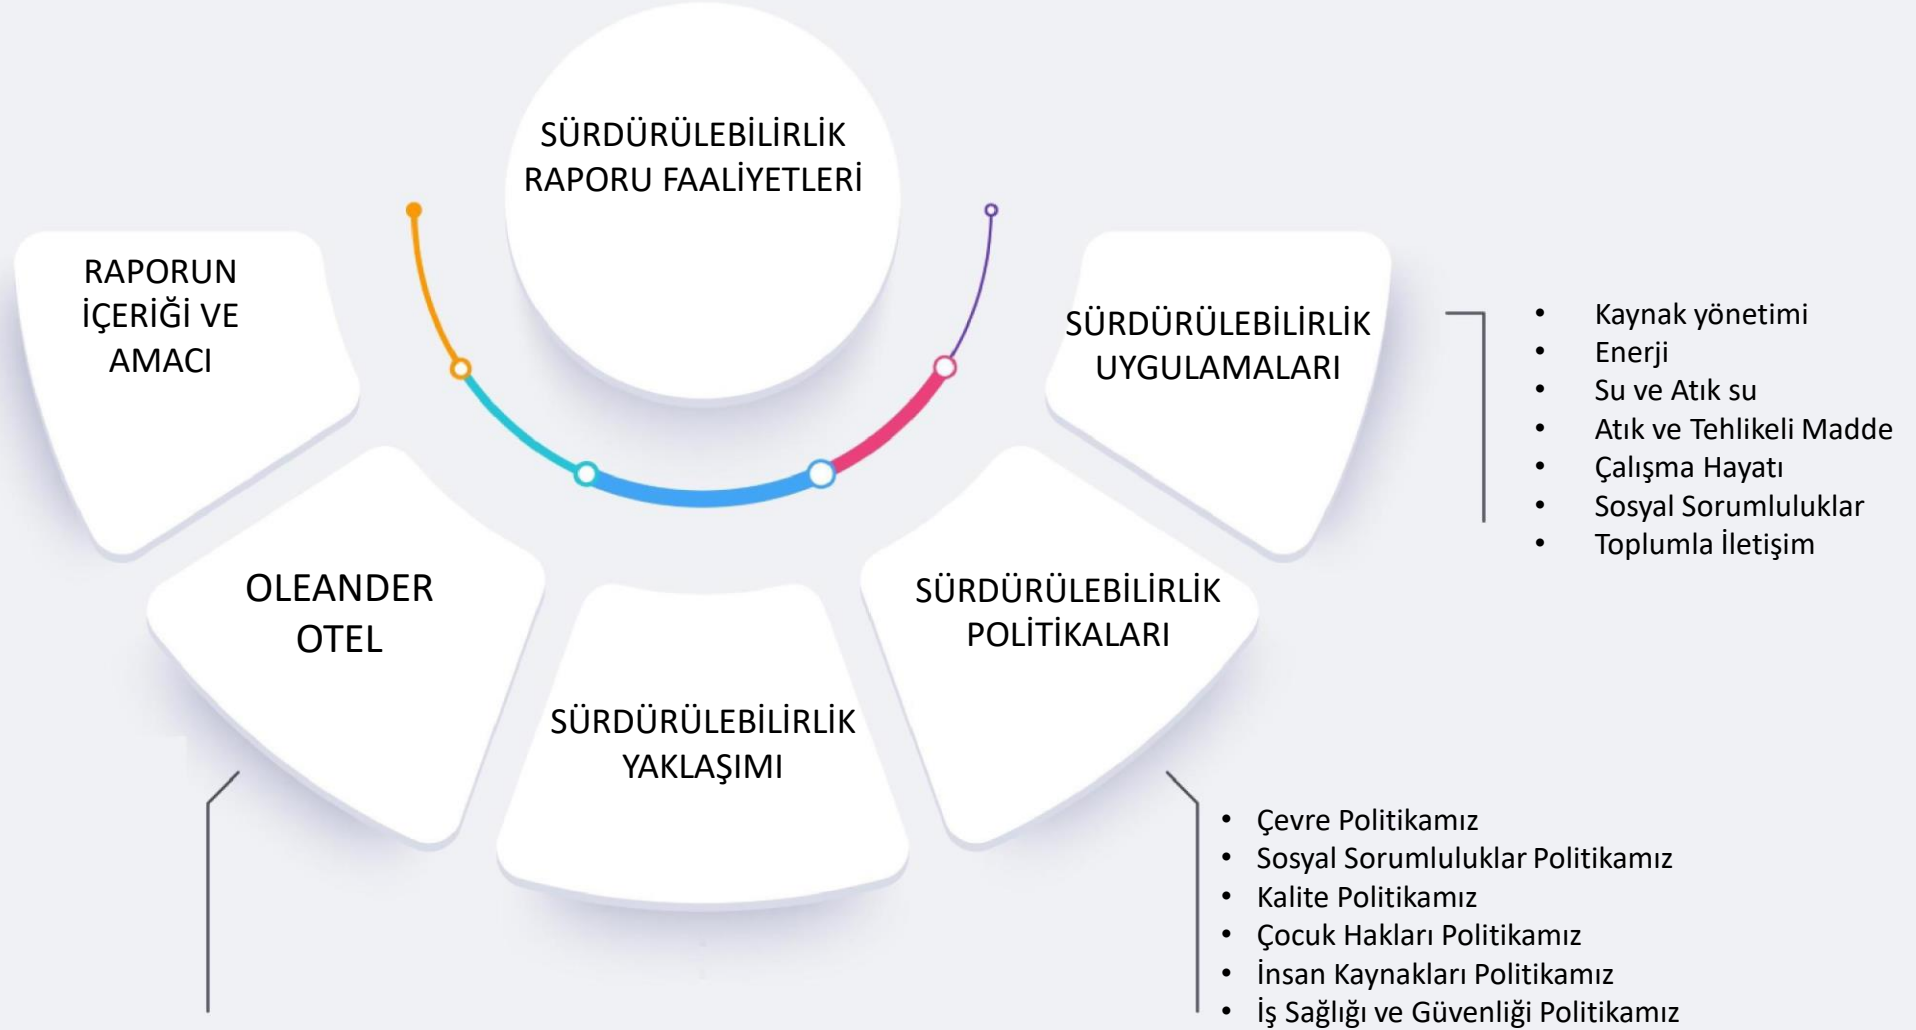 SÜRDÜRÜLEBİLİRLİK
RAPORU FAALİYETLERİ
RAPORUN
İÇERİĞİ VE
AMACI
OLEANDER
OTEL
SÜRDÜRÜLEBİLİRLİK
YAKLAŞIMI
SÜRDÜRÜLEBİLİRLİK
POLİTİKALARI
SÜRDÜRÜLEBİLİRLİK
UYGULAMALARI
• Kaynak yönetimi
• Enerji
• Su ve Atık su
• Atık ve Tehlikeli Madde
• Çalışma Hayatı
• Sosyal Sorumluluklar
• Toplumla İletişim
• Çevre Politikamız
• Sosyal Sorumluluklar Politikamız
• Kalite Politikamız
• Çocuk Hakları Politikamız
• İnsan Kaynakları Politikamız
• İş Sağlığı ve Güvenliği Politikamız